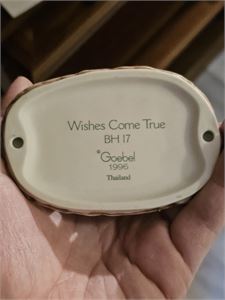 Wishes Come True
BH 17
®Goebel
1996
Thailand